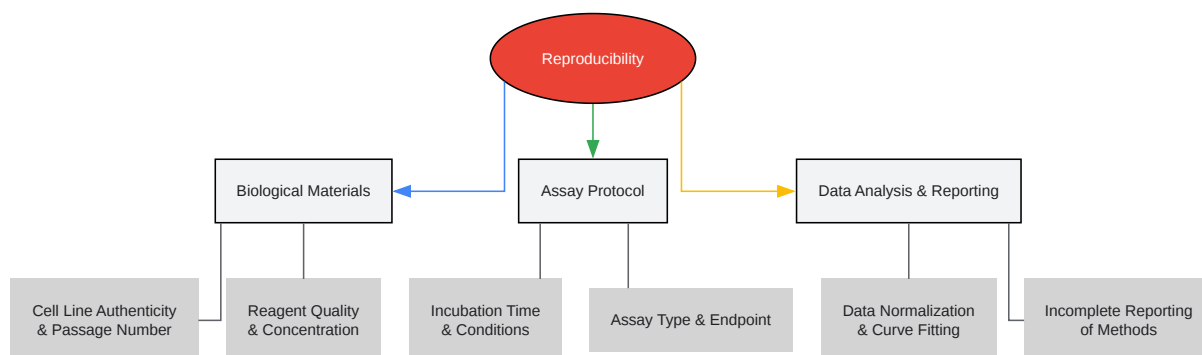 Reproducibility
Biological Materials
Assay Protocol
Data Analysis & Reporting
Cell Line Authenticity
& Passage Number
Reagent Quality
& Concentration
Incubation Time
& Conditions
Assay Type & Endpoint
Data Normalization
& Curve Fitting
Incomplete Reporting
of Methods